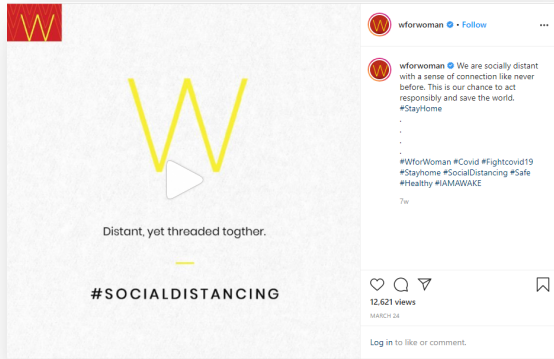 W
wforwoman • Follow
W
wforwoman We are socially distant
with a sense of connection like never
before. This is our chance to act
responsibly and save the world.
#StayHome
.
.
.
.
#WforWoman #Covid #Fightcovid19
#Stayhome #SocialDistancing #Safe
#Healthy #IAMAWAKE
7w
Distant, yet threaded togther.
#SOCIALDISTANCING
12,621 views
MARCH 24
Log in to like or comment.